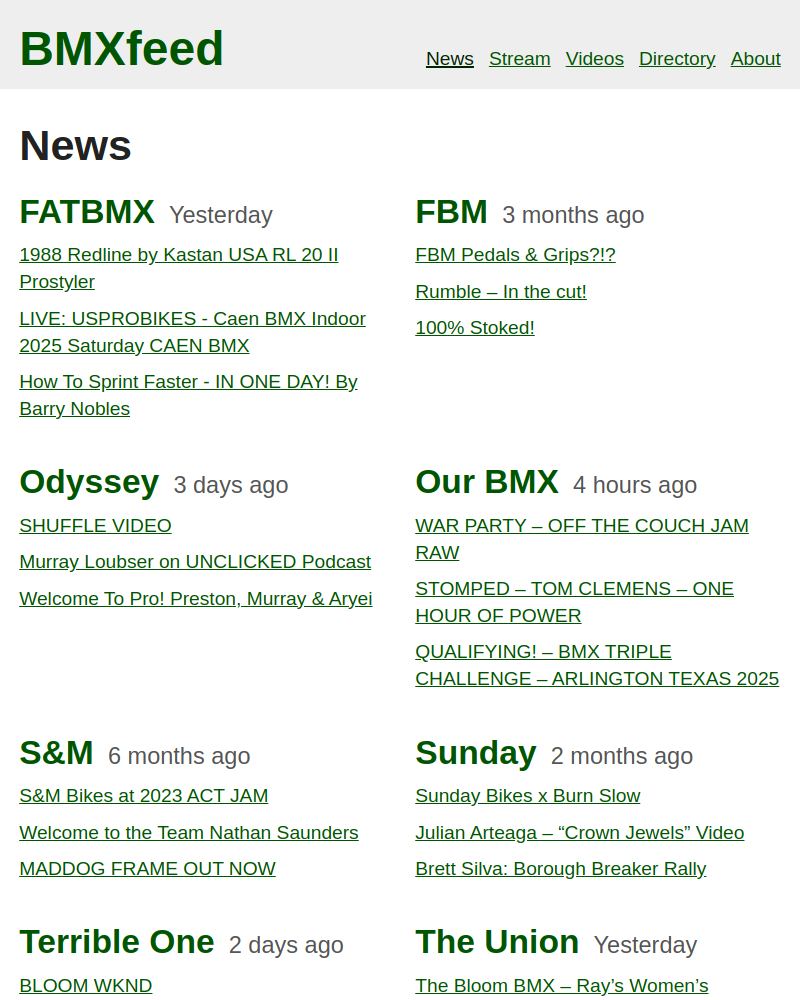 BMXfeed
News Stream Videos Directory About
News
FATBMX Yesterday
1988 Redline by Kastan USA RL 20 II
Prostyler
LIVE: USPROBIKES - Caen BMX Indoor
2025 Saturday CAEN BMX
How To Sprint Faster - IN ONE DAY! By
Barry Nobles
FBM 3 months ago
FBM Pedals & Grips?!?
Rumble – In the cut!
100% Stoked!
Odyssey 3 days ago
SHUFFLE VIDEO
Murray Loubser on UNCLICKED Podcast
Welcome To Pro! Preston, Murray & Aryei
Our BMX 4 hours ago
WAR PARTY – OFF THE COUCH JAM
RAW
STOMPED – TOM CLEMENS – ONE
HOUR OF POWER
QUALIFYING! – BMX TRIPLE
CHALLENGE – ARLINGTON TEXAS 2025
S&M 6 months ago
S&M Bikes at 2023 ACT JAM
Welcome to the Team Nathan Saunders
MADDOG FRAME OUT NOW
Sunday 2 months ago
Sunday Bikes x Burn Slow
Julian Arteaga – “Crown Jewels” Video
Brett Silva: Borough Breaker Rally
Terrible One 2 days ago
BLOOM WKND
The Union Yesterday
The Bloom BMX – Ray’s Women’s